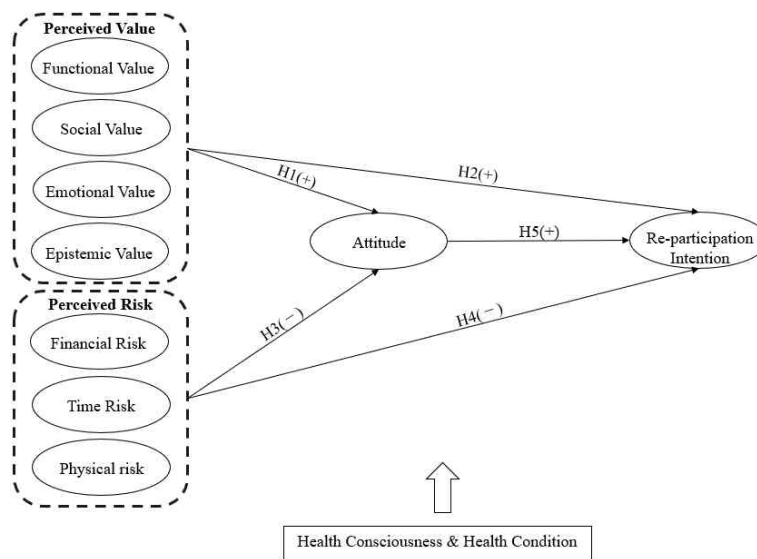 Perceived Value
Functional Value
Social Value
Emotional Value
Epistemic Value
H1(+)
H2(+)
Attitude
H5(+)
Re-participation
Intention
Perceived Risk
Financial Risk
Time Risk
Physical risk
H3(－)
H4(－)
Health Consciousness & Health Condition